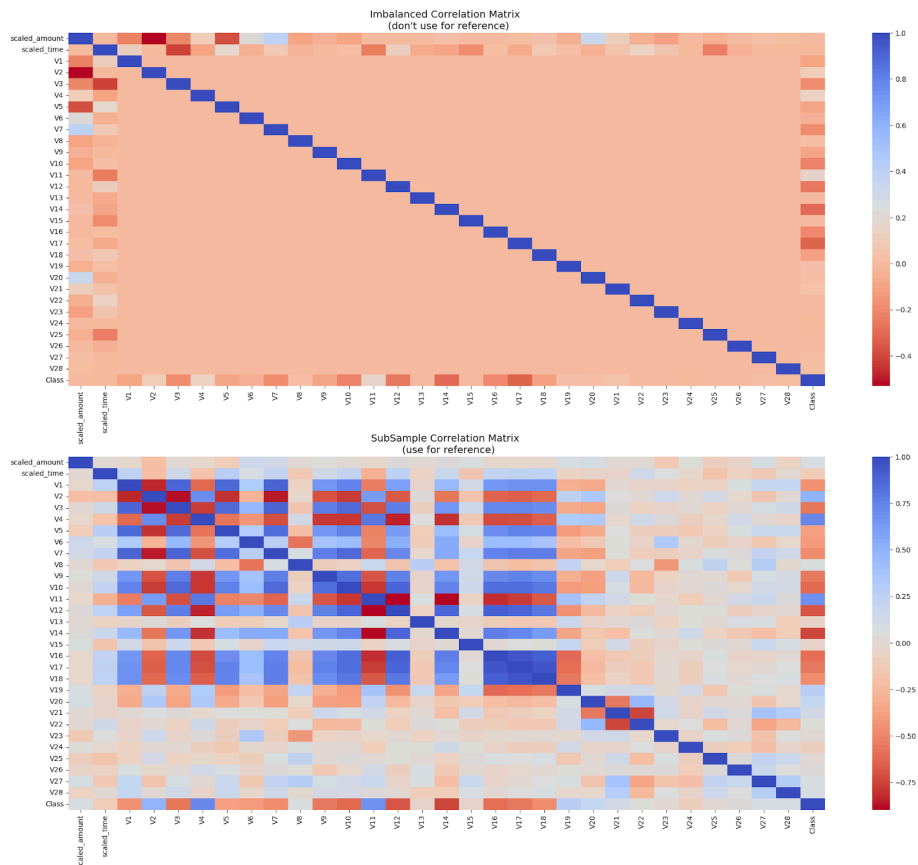 Imbalanced Correlation Matrix
(don't use for reference)
scaled_amount
scaled_time
V1
V2
V3
V4
V5
V6
V7
V8
V9
V10
V11
V12
V13
V14
V15
V16
V17
V18
V19
V20
V21
V22
V23
V24
V25
V26
V27
V28
Class
scaled_amount scaled_time V1 V2 V3 V4 V5 V6 V7 V8 V9 V10 V11 V12 V13 V14 V15 V16 V17 V18 V19 V20 V21 V22 V23 V24 V25 V26 V27 V28 Class
1.0
0.8
0.6
0.4
0.2
0.0
−0.2
−0.4
SubSample Correlation Matrix
(use for reference)
scaled_amount
scaled_time
V1
V2
V3
V4
V5
V6
V7
V8
V9
V10
V11
V12
V13
V14
V15
V16
V17
V18
V19
V20
V21
V22
V23
V24
V25
V26
V27
V28
Class
scaled_amount scaled_time V1 V2 V3 V4 V5 V6 V7 V8 V9 V10 V11 V12 V13 V14 V15 V16 V17 V18 V19 V20 V21 V22 V23 V24 V25 V26 V27 V28 Class
1.00
0.75
0.50
0.25
0.00
−0.25
−0.50
−0.75